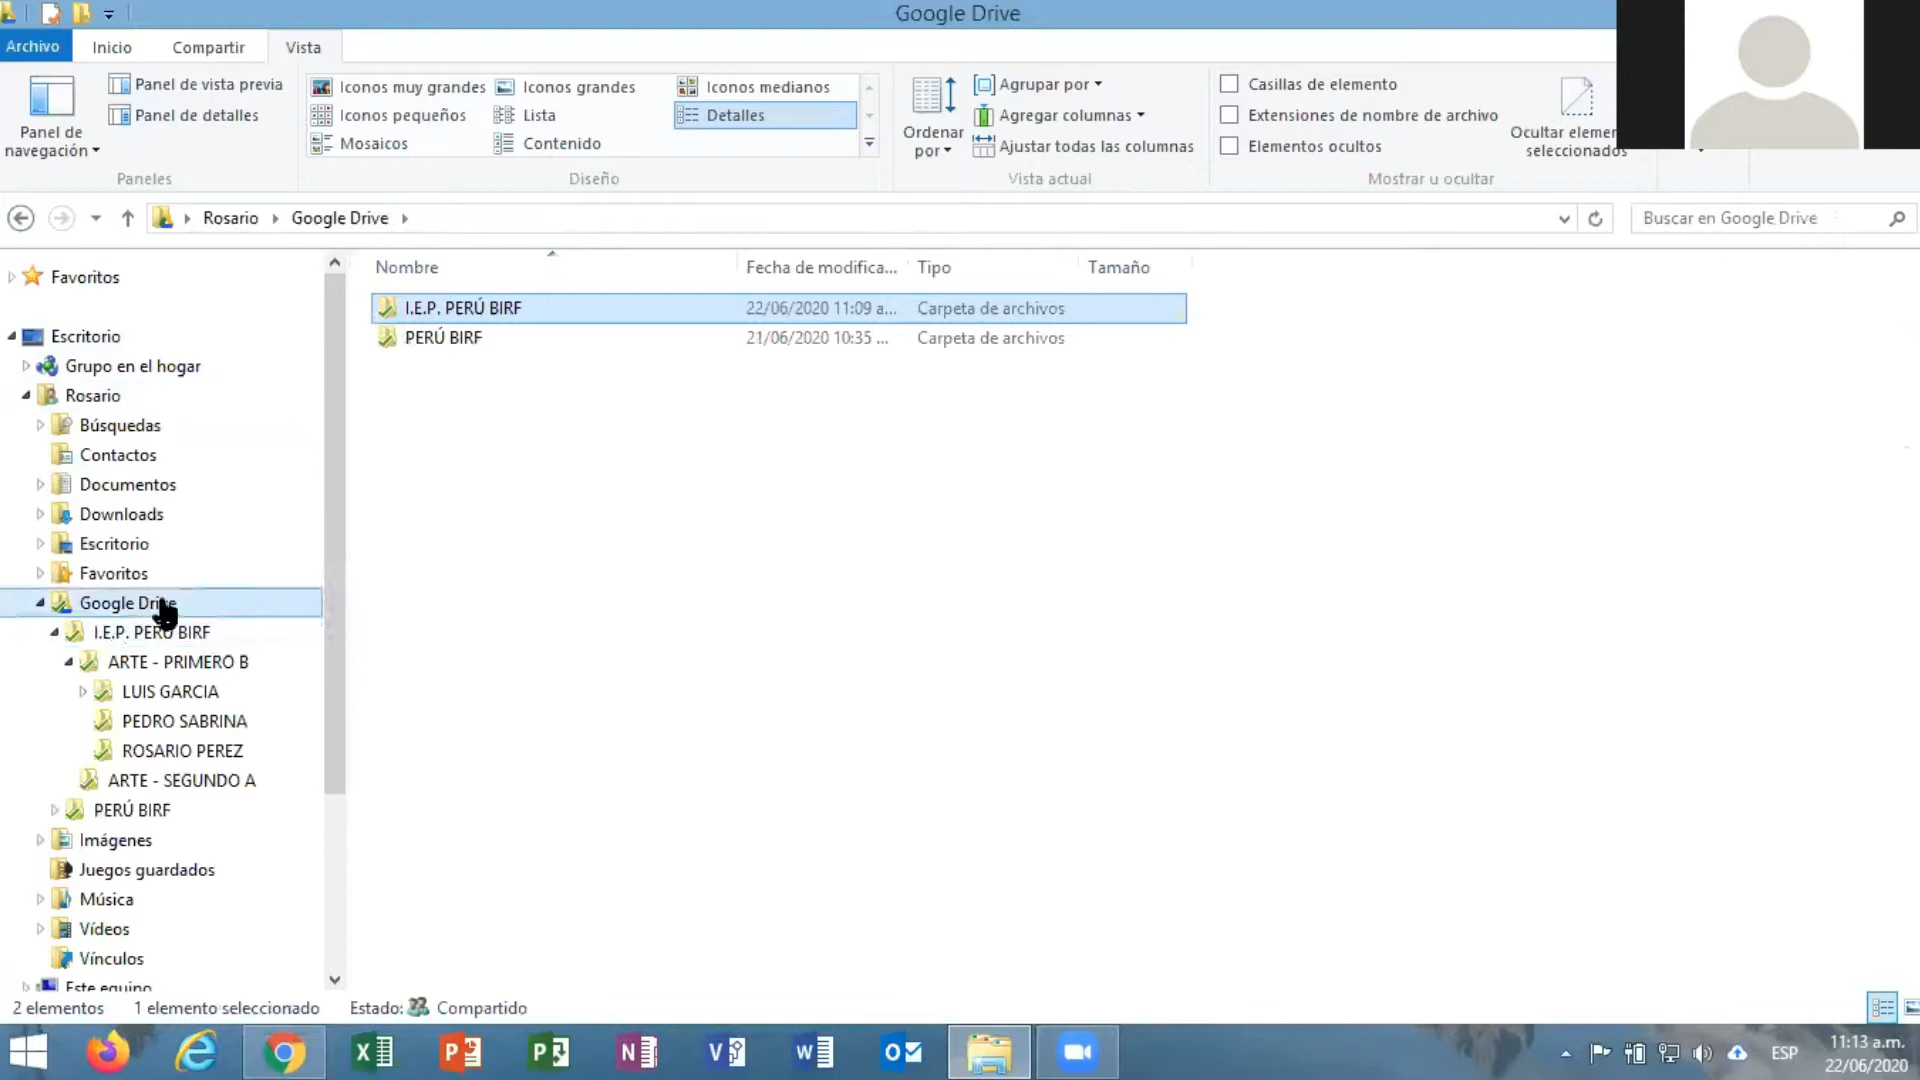 Google Drive
Archivo Inicio Compartir Vista
Panel de navegación
Panel de vista previa
Panel de detalles
Paneles
Iconos muy grandes Iconos grandes Iconos medianos
Iconos pequeños Lista Detalles
Mosaicos Contenido
Diseño
Ordenar por
Agrupar por
Agregar columnas
Ajustar todas las columnas
Vista actual
Casillas de elemento
Extensiones de nombre de archivo
Elementos ocultos
Ocultar elemen
seleccionados
Mostrar u ocultar
Rosario Google Drive
Buscar en Google Drive
Nombre Fecha de modifica... Tipo Tamaño
I.E.P. PERÚ BIRF 22/06/2020 11:09 a... Carpeta de archivos
PERÚ BIRF 21/06/2020 10:35 ... Carpeta de archivos
Favoritos
Escritorio
Grupo en el hogar
Rosario
Búsquedas
Contactos
Documentos
Downloads
Escritorio
Favoritos
Google Drive
I.E.P. PERÚ BIRF
ARTE - PRIMERO B
LUIS GARCIA
PEDRO SABRINA
ROSARIO PEREZ
ARTE - SEGUNDO A
PERÚ BIRF
Imágenes
Juegos guardados
Música
Vídeos
Vínculos
Este equipo
2 elementos 1 elemento seleccionado Estado: Compartido
ESP
11:13 a.m.
22/06/2020